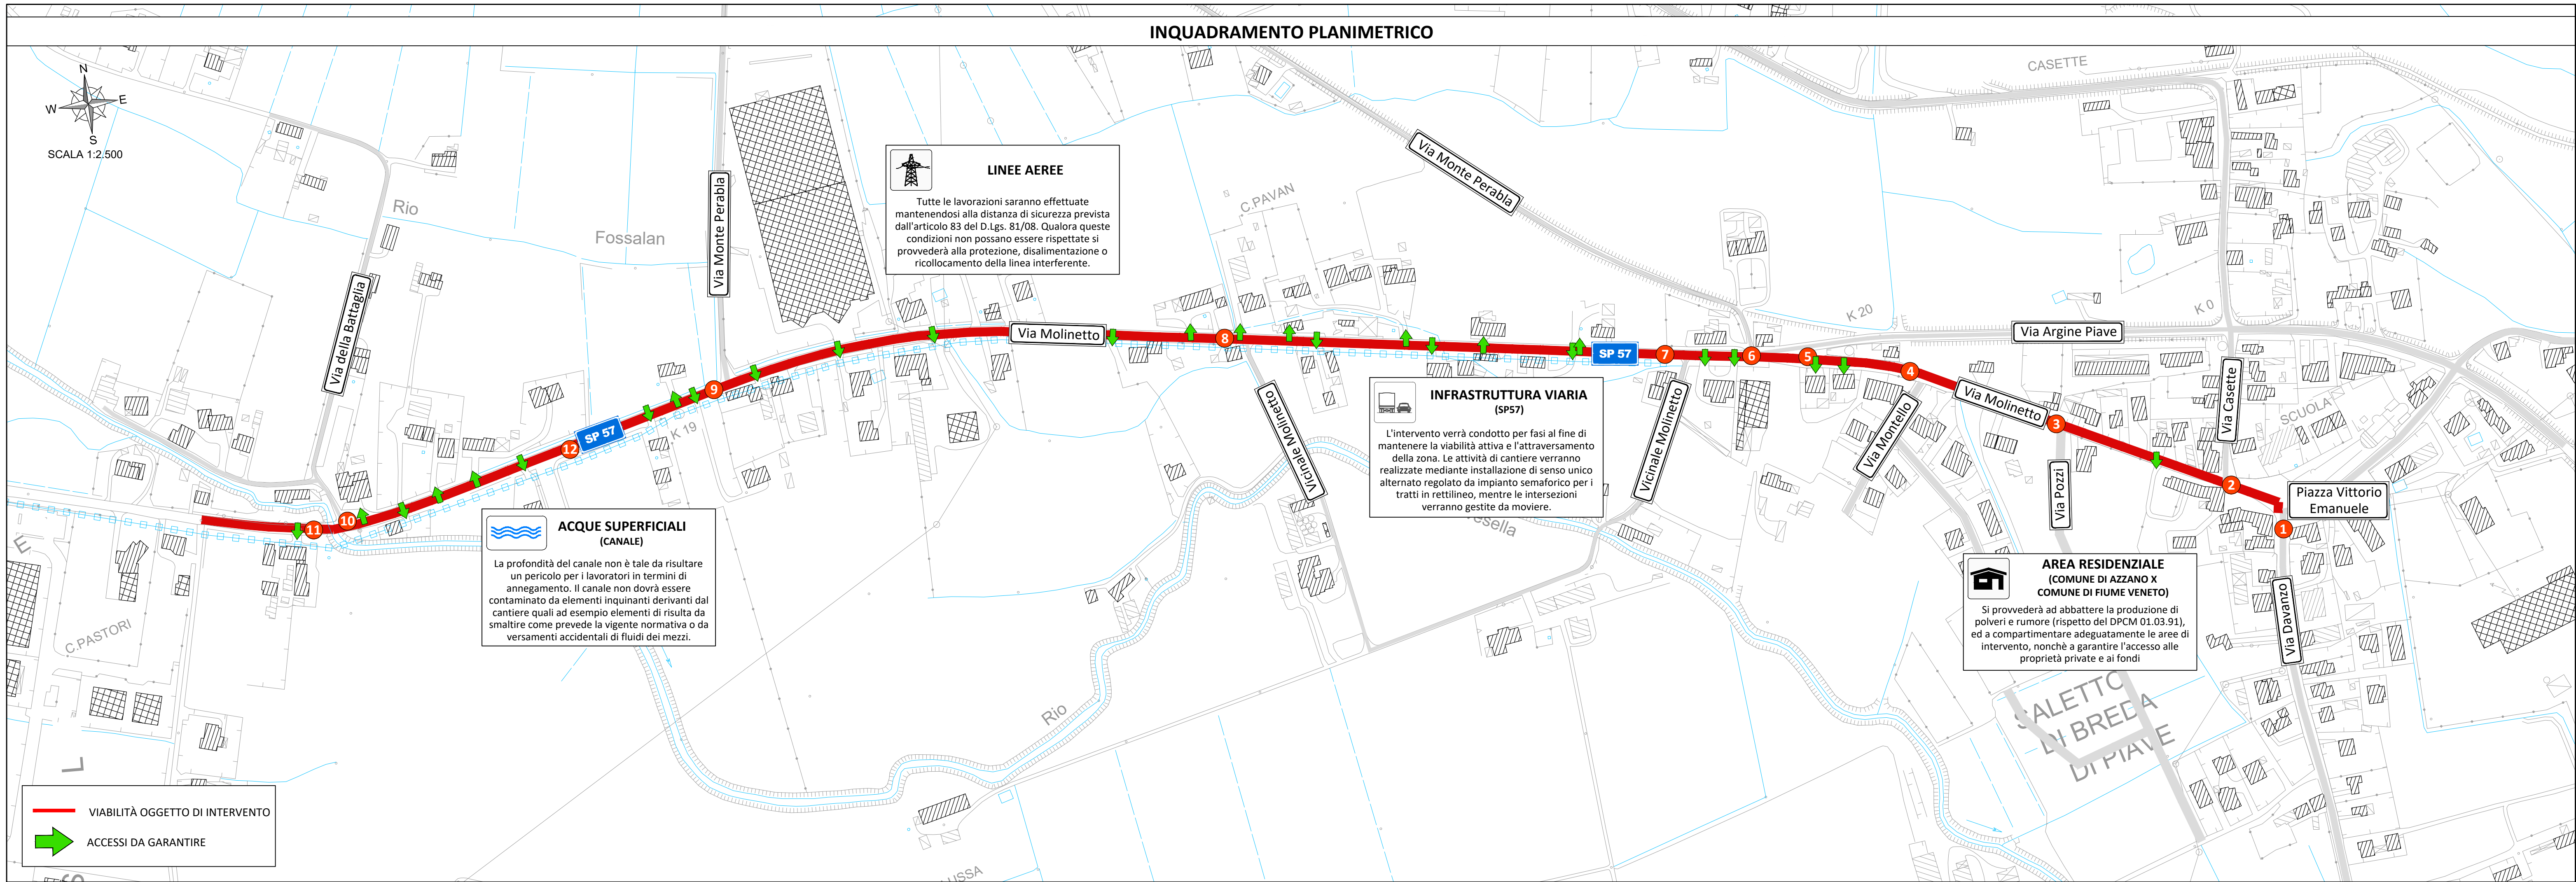 INQUADRAMENTO PLANIMETRICO
N
W
E
S
SCALA 1:2.500
CASETTE
Rio
Fossalan
Via Monte Perabla
Via della Battaglia
LINEE AEREE
Tutte le lavorazioni saranno effettuate
mantenendosi alla distanza di sicurezza prevista
dall'articolo 83 del D.Lgs. 81/08. Qualora queste
condizioni non possano essere rispettate si
provvederà alla protezione, disalimentazione o
ricollocamento della linea interferente.
C.PAVAN
Via Monte Perabla
K 20
K 0
Via Argine Piave
Via Molinetto
8
SP 57
7
6
5
4
9
K 19
SP 57
12
Vicinale Molinetto
INFRASTRUTTURA VIARIA
(SP57)
L'intervento verrà condotto per fasi al fine di
mantenere la viabilità attiva e l'attraversamento
della zona. Le attività di cantiere verranno
realizzate mediante installazione di senso unico
alternato regolato da impianto semaforico per i
tratti in rettilineo, mentre le intersezioni
verranno gestite da moviere.
Vicinale Molinetto
Via Montello
Via Molinetto
3
Via Casette
SCUOLA
Via Pozzi
2
Piazza Vittorio
Emanuele
1
11
10
ACQUE SUPERFICIALI
(CANALE)
La profondità del canale non è tale da risultare
un pericolo per i lavoratori in termini di
annegamento. Il canale non dovrà essere
contaminato da elementi inquinanti derivanti dal
cantiere quali ad esempio elementi di risulta da
smaltire come prevede la vigente normativa o da
versamenti accidentali di fluidi dei mezzi.
AREA RESIDENZIALE
(COMUNE DI AZZANO X
COMUNE DI FIUME VENETO)
Si provvederà ad abbattere la produzione di
polveri e rumore (rispetto del DPCM 01.03.91),
ed a compartimentare adeguatamente le aree di
intervento, nonchè a garantire l'accesso alle
proprietà private e ai fondi
Via Davanzo
C.PASTORI
E
L
Rio
SALETTO
DI BREDA
DI PIAVE
VIABILITÀ OGGETTO DI INTERVENTO
ACCESSI DA GARANTIRE